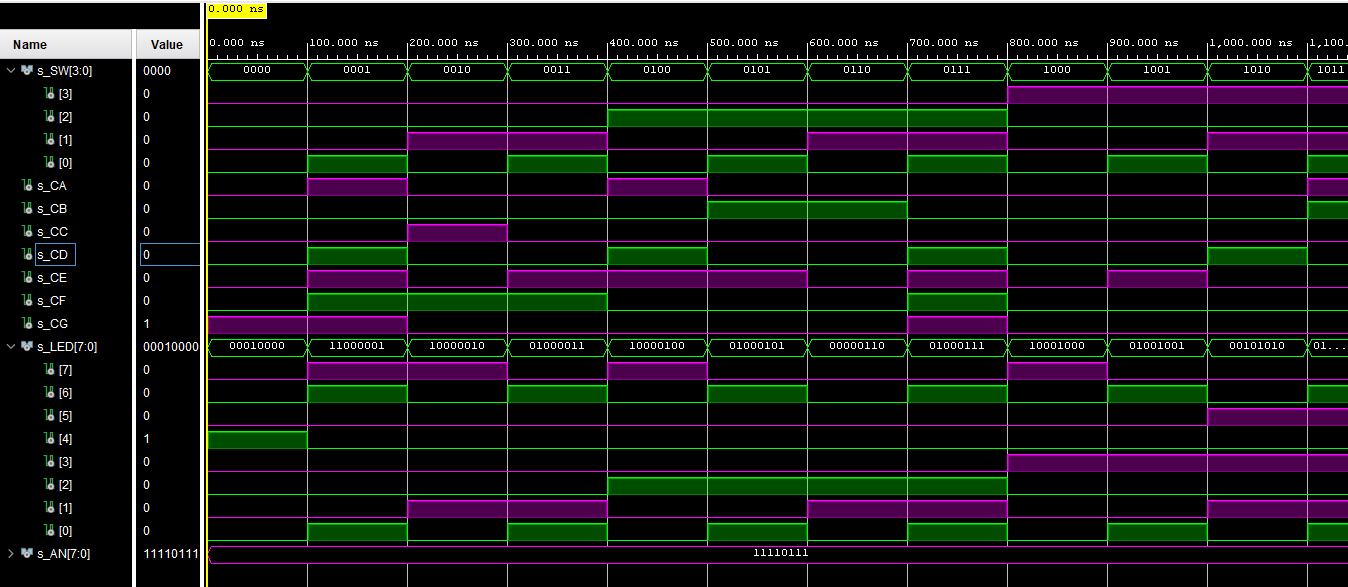 0.000 ns
Name Value 0.000 ns 100.000 ns 200.000 ns 300.000 ns 400.000 ns 500.000 ns 600.000 ns 700.000 ns 800.000 ns 900.000 ns 1,000.000 ns 1,100.
s_SW[3:0] 0000 0000 0001 0010 0011 0100 0101 0110 0111 1000 1001 1010 1011
[3] 0
[2] 0
[1] 0
[0] 0
s_CA 0
s_CB 0
s_CC 0
s_CD 0
s_CE 0
s_CF 0
s_CG 1
s_LED[7:0] 00010000 00010000 11000001 10000010 01000011 10000100 01000101 00000110 01000111 10001000 01001001 00101010 01...
[7] 0
[6] 0
[5] 0
[4] 1
[3] 0
[2] 0
[1] 0
[0] 0
s_AN[7:0] 11110111 11110111